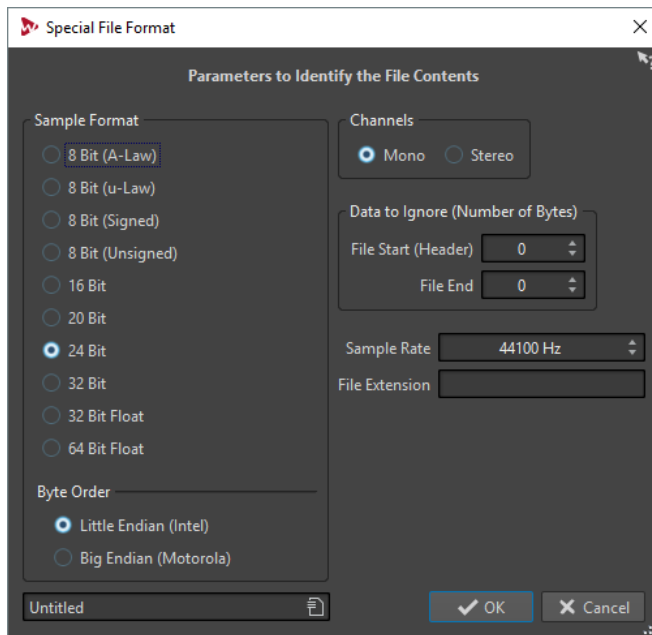 Special File Format
Parameters to Identify the File Contents
Sample Format
8 Bit (A-Law)
8 Bit (u-Law)
8 Bit (Signed)
8 Bit (Unsigned)
16 Bit
20 Bit
24 Bit
32 Bit
32 Bit Float
64 Bit Float
Byte Order
Little Endian (Intel)
Big Endian (Motorola)
Untitled
Channels
Mono Stereo
Data to Ignore (Number of Bytes)
File Start (Header) 0
File End 0
Sample Rate 44100 Hz
File Extension
OK Cancel